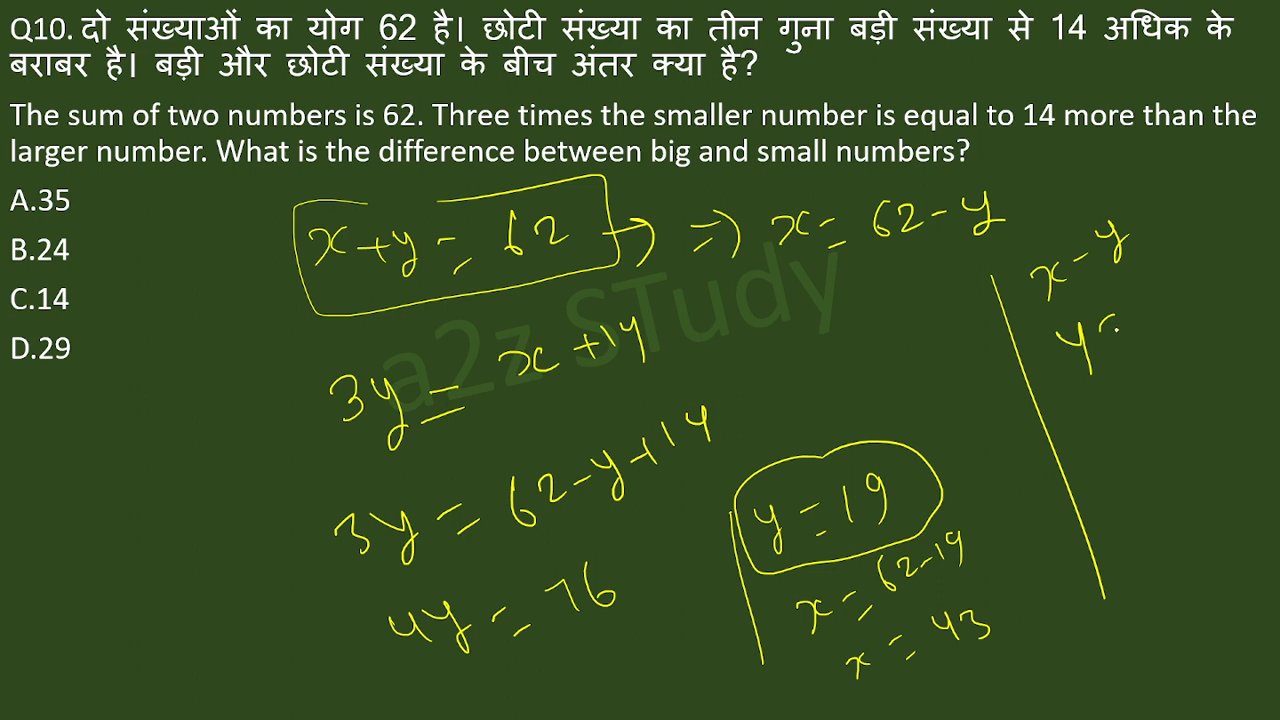 Q10. दो संख्याओं का योग 62 है। छोटी संख्या का तीन गुना बड़ी संख्या से 14 अधिक के
बराबर है। बड़ी और छोटी संख्या के बीच अंतर क्या है?
The sum of two numbers is 62. Three times the smaller number is equal to 14 more than the
larger number. What is the difference between big and small numbers?
A.35
B.24
C.14
D.29
x+y = 62 → ⇒ x = 62-y
x-y
y =
3y = x+14
3y = 62-y+14
4y = 76
y = 19
x = 62-19
x = 43
a2z STudy